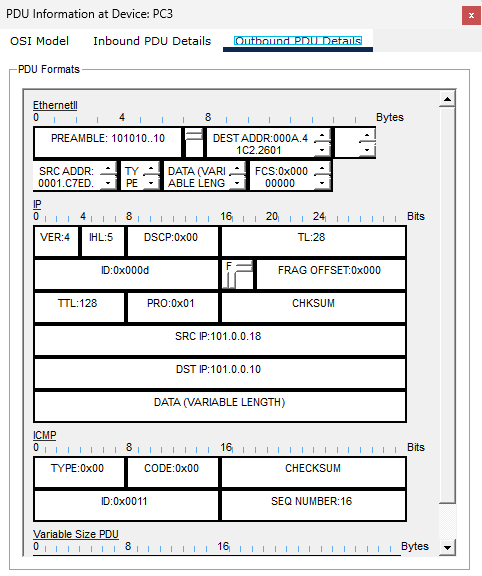 PDU Information at Device: PC3
x
OSI Model Inbound PDU Details Outbound PDU Details
PDU Formats
EthernetII
0 4 8 Bytes
PREAMBLE: 101010..10 DEST ADDR:000A.4
1C2.2601
SRC ADDR: TY DATA (VARI FCS:0x000
0001.C7ED. PE ABLE LENG 00000
IP
0 4 8 16 20 24 Bits
VER:4 IHL:5 DSCP:0x00 TL:28
ID:0x000d F FRAG OFFSET:0x000
TTL:128 PRO:0x01 CHKSUM
SRC IP:101.0.0.18
DST IP:101.0.0.10
DATA (VARIABLE LENGTH)
ICMP
0 8 16 Bits
TYPE:0x00 CODE:0x00 CHECKSUM
ID:0x0011 SEQ NUMBER:16
Variable Size PDU
0 8 16 Bytes